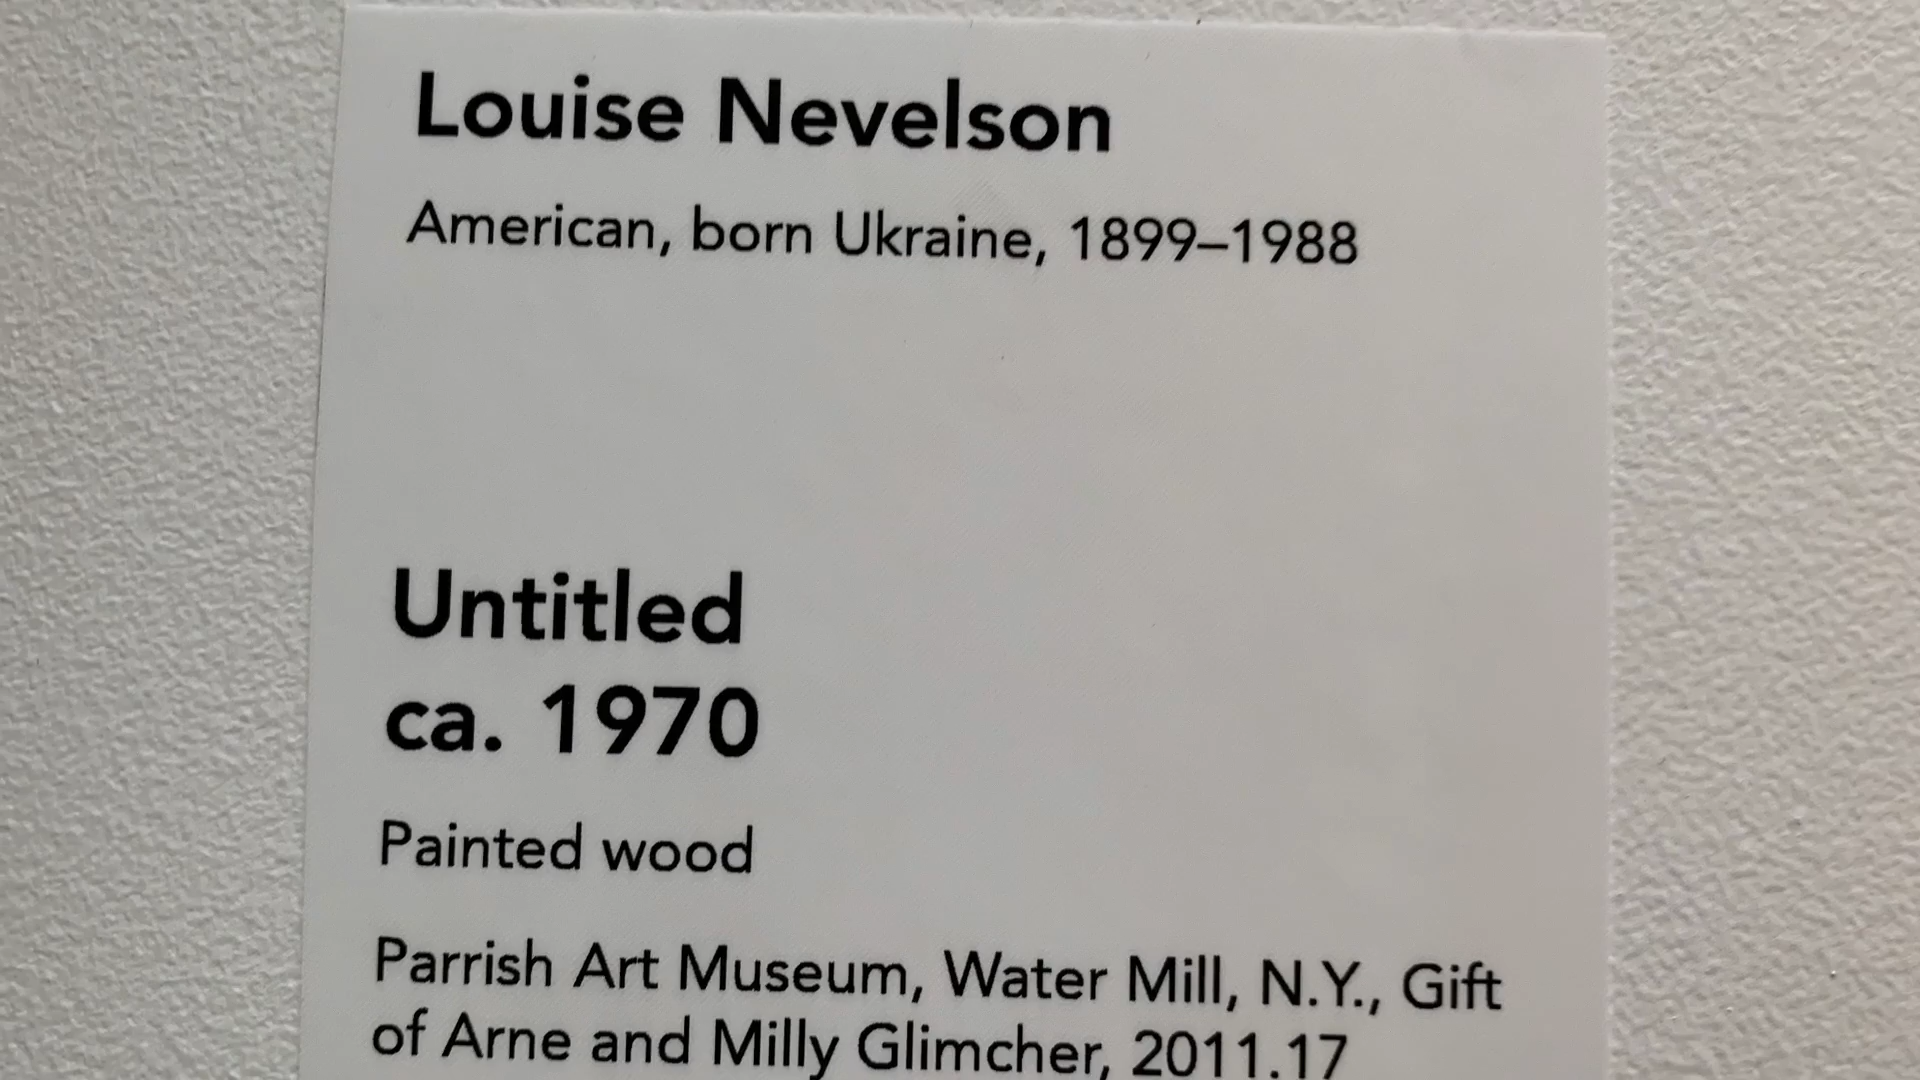 Louise Nevelson
American, born Ukraine, 1899–1988
Untitled
ca. 1970
Painted wood
Parrish Art Museum, Water Mill, N.Y., Gift
of Arne and Milly Glimcher, 2011.17